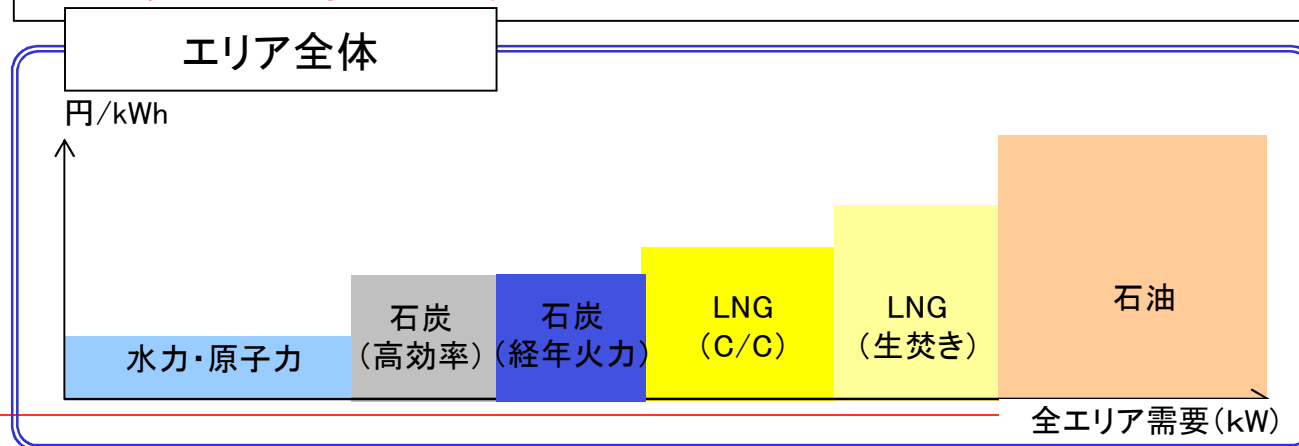 エリア全体
円/kWh
水力・原子力
石炭
(高効率)
石炭
(経年火力)
LNG
(C/C)
LNG
(生焚き)
石油
全エリア需要(kW)